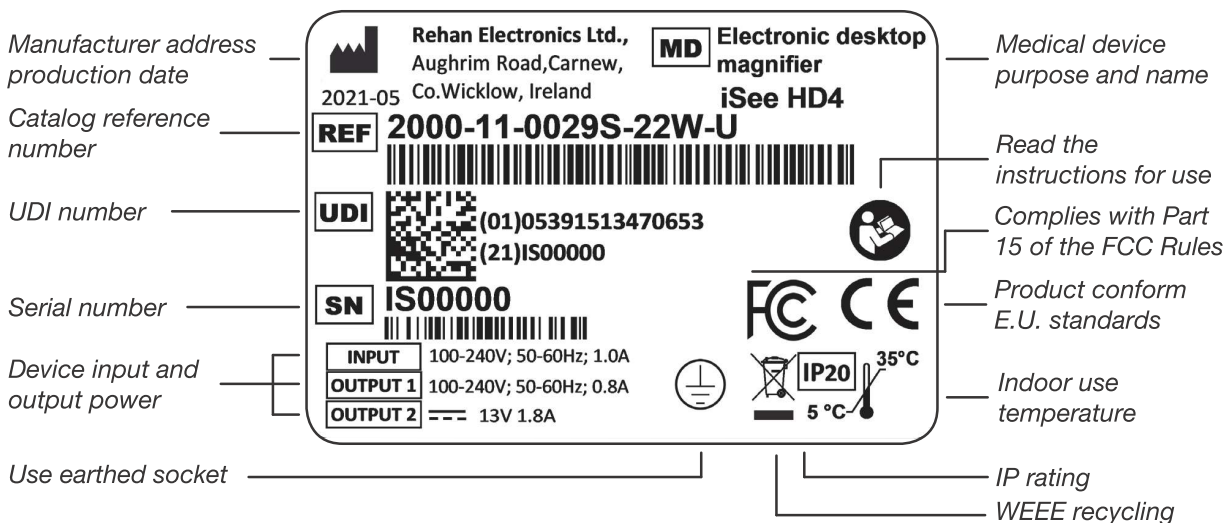 Manufacturer address
production date
Catalog reference
number
UDI number
Serial number
Device input and
output power
Use earthed socket
Rehan Electronics Ltd.,
Aughrim Road,Carnew,
Co.Wicklow, Ireland
2021-05
MD Electronic desktop
magnifier
iSee HD4
REF 2000-11-0029S-22W-U
UDI (01)05391513470653
(21)IS00000
SN IS00000
INPUT 100-240V; 50-60Hz; 1.0A
OUTPUT 1 100-240V; 50-60Hz; 0.8A
OUTPUT 2 13V 1.8A
FC CE
IP20 35°C
5 °C
Medical device
purpose and name
Read the
instructions for use
Complies with Part
15 of the FCC Rules
Product conform
E.U. standards
Indoor use
temperature
IP rating
WEEE recycling